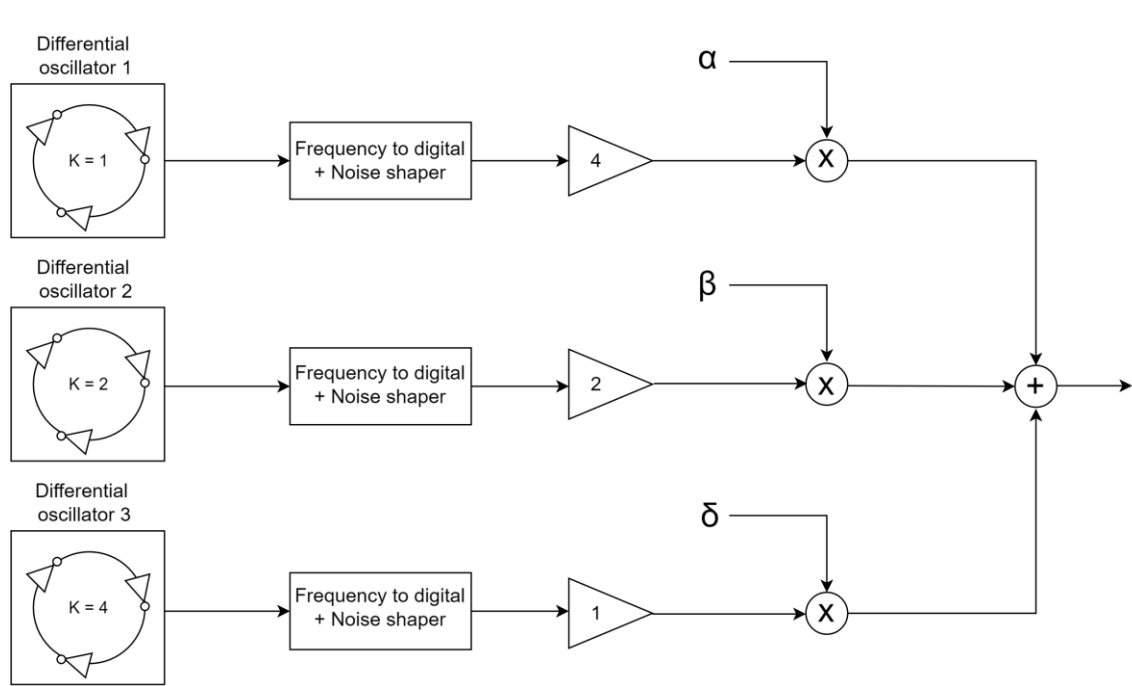 Differential
oscillator 1
α
K = 1
Frequency to digital
+ Noise shaper
4
X
Differential
oscillator 2
β
K = 2
Frequency to digital
+ Noise shaper
2
X
+
Differential
oscillator 3
δ
K = 4
Frequency to digital
+ Noise shaper
1
X